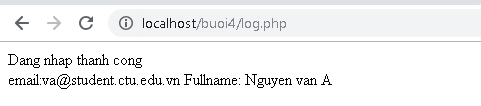 localhost/buoi4/log.php
Dang nhap thanh cong
email:va@student.ctu.edu.vn Fullname: Nguyen van A